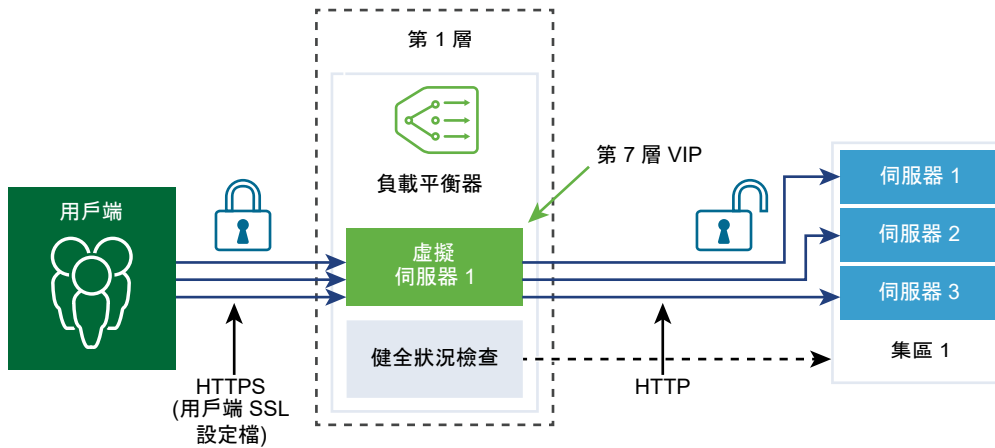 第 1 層
負載平衡器
第 7 層 VIP
用戶端
虛擬
伺服器 1
伺服器 1
伺服器 2
伺服器 3
集區 1
健全狀況檢查
HTTPS
(用戶端 SSL
設定檔)
HTTP